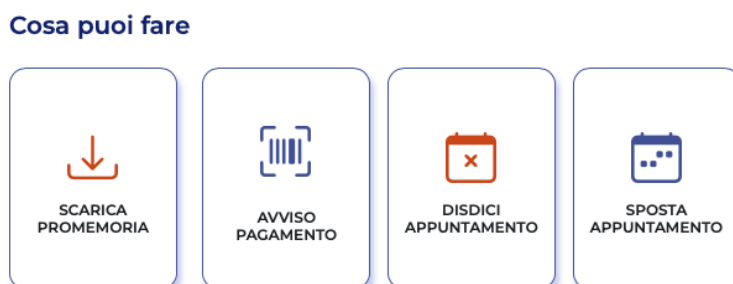 Cosa puoi fare
SCARICA
PROMEMORIA
AVVISO
PAGAMENTO
DISDICI
APPUNTAMENTO
SPOSTA
APPUNTAMENTO